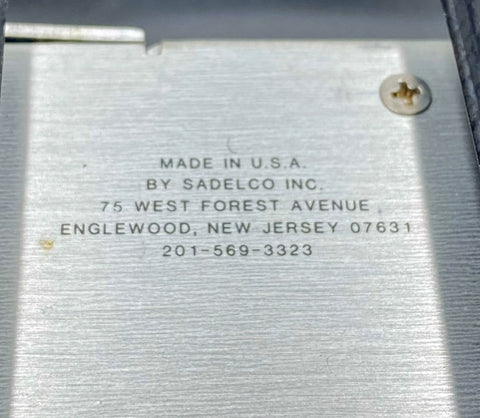 MADE IN U.S.A.
BY SADELCO INC.
75 WEST FOREST AVENUE
ENGLEWOOD, NEW JERSEY 07631
201-569-3323